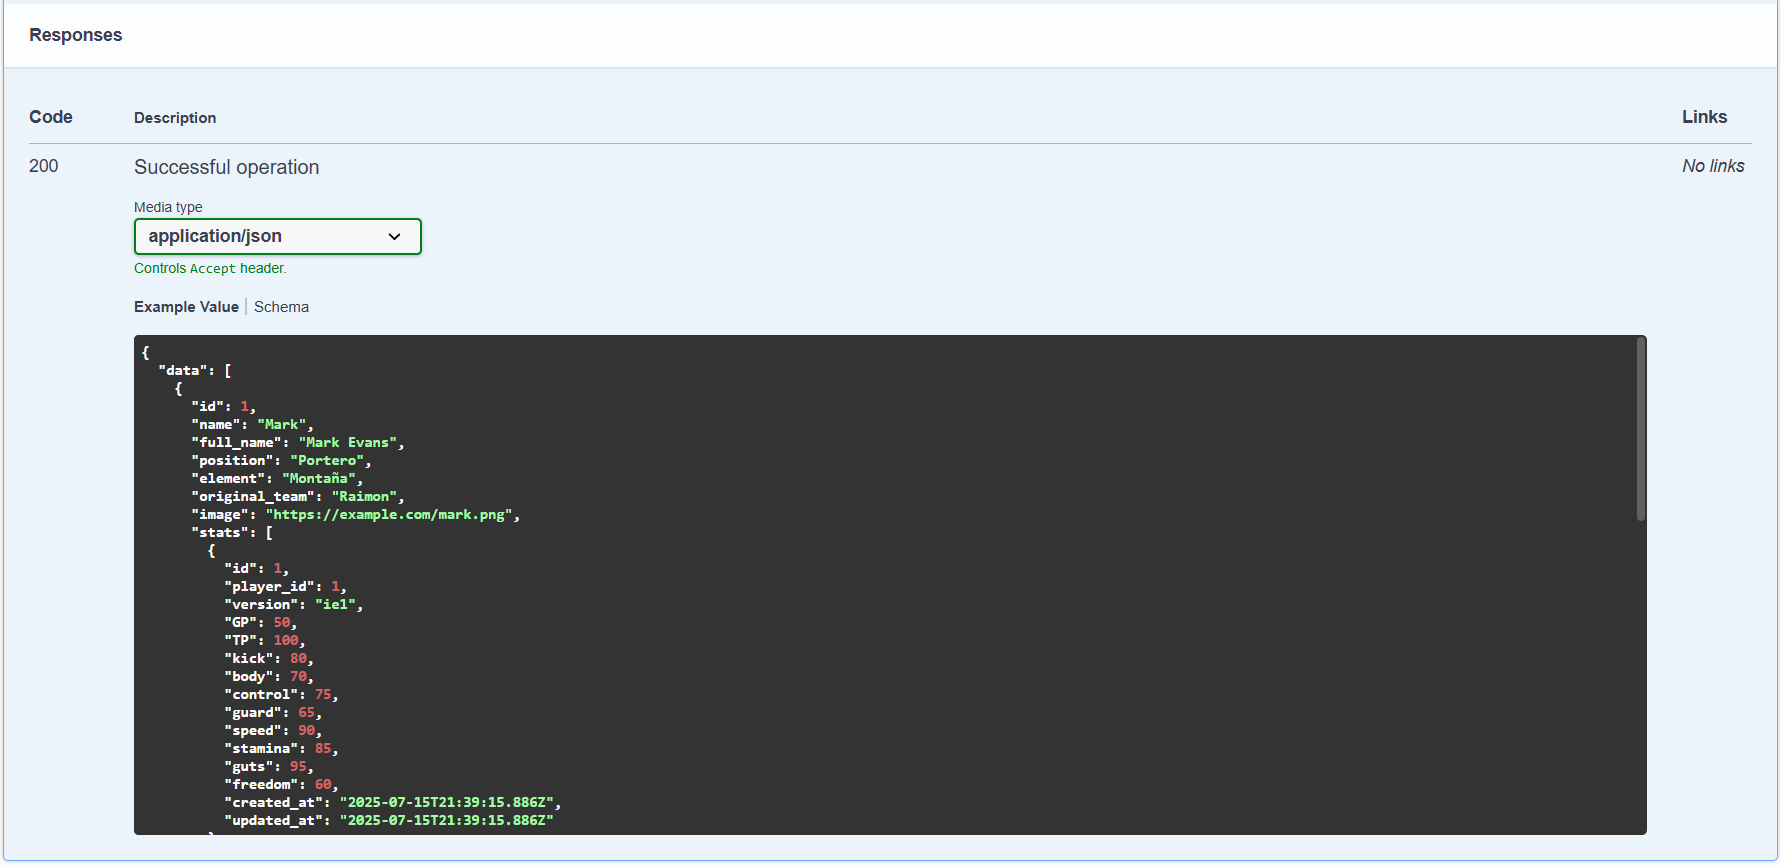 Responses
Code Description Links
200 Successful operation No links
Media type
application/json
Controls Accept header.
Example Value | Schema
{
  "data": [
    {
      "id": 1,
      "name": "Mark",
      "full_name": "Mark Evans",
      "position": "Portero",
      "element": "Montaña",
      "original_team": "Raimon",
      "image": "https://example.com/mark.png",
      "stats": [
        {
          "id": 1,
          "player_id": 1,
          "version": "ie1",
          "GP": 50,
          "TP": 100,
          "kick": 80,
          "body": 70,
          "control": 75,
          "guard": 65,
          "speed": 90,
          "stamina": 85,
          "guts": 95,
          "freedom": 60,
          "created_at": "2025-07-15T21:39:15.886Z",
          "updated_at": "2025-07-15T21:39:15.886Z"